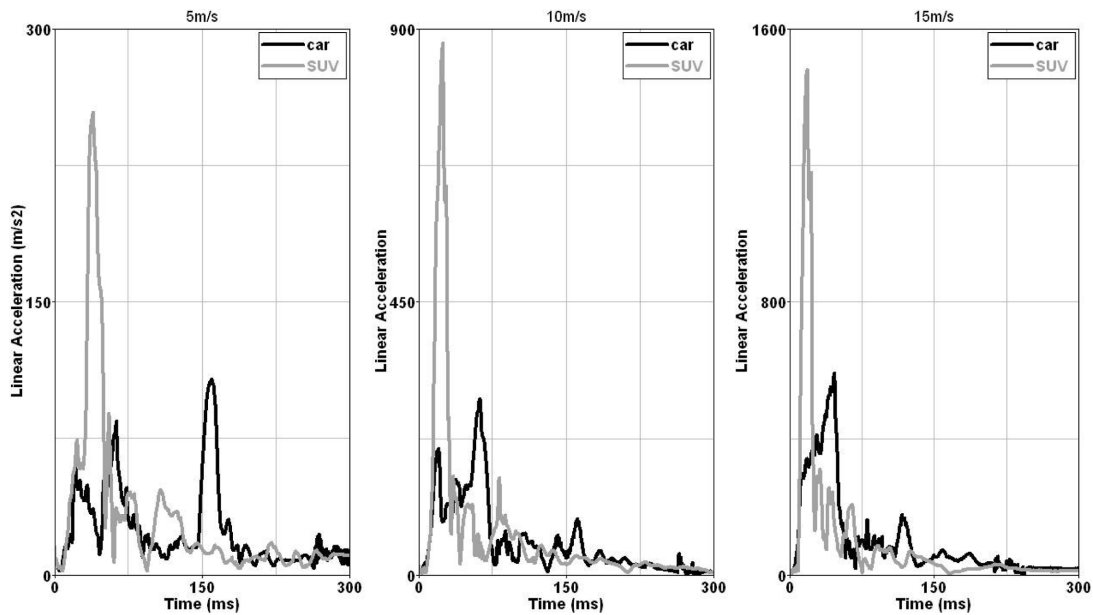 5m/s
300
car
SUV
150
0
Linear Acceleration (m/s2)
0
150
300
Time (ms)
10m/s
900
car
SUV
450
0
Linear Acceleration
0
150
300
Time (ms)
15m/s
1600
car
SUV
800
0
Linear Acceleration
0
150
300
Time (ms)